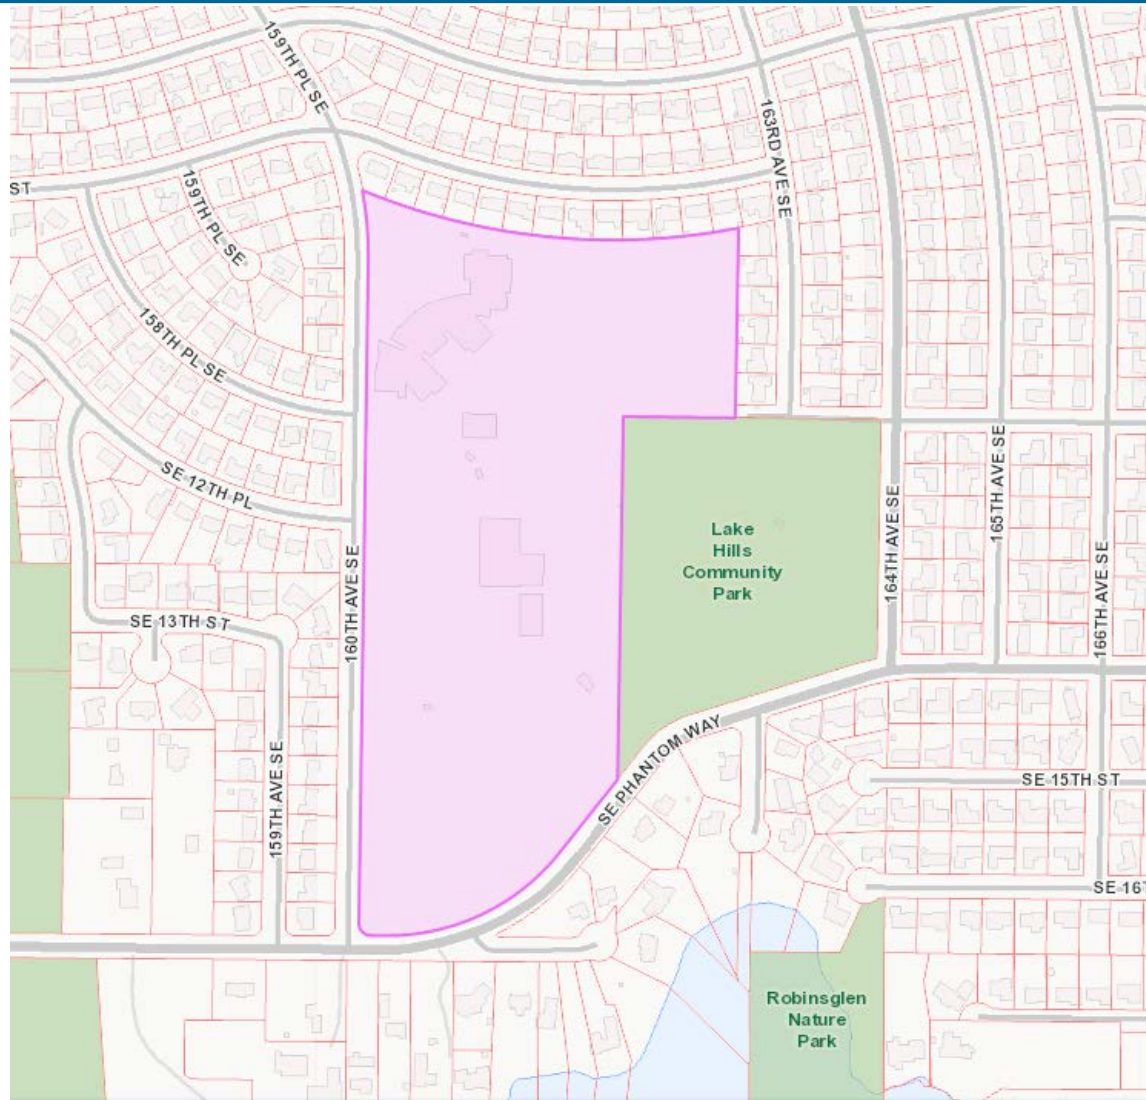 159TH PL SE
163RD AVE SE
ST
159TH PL SE
158TH PL SE
SE 12TH PL
160TH AVE SE
Lake
Hills
Community
Park
164TH AVE SE
165TH AVE SE
166TH AVE SE
SE 13TH ST
159TH AVE SE
SE PHANTOM WAY
SE 15TH ST
SE 16T
Robinsglen
Nature
Park